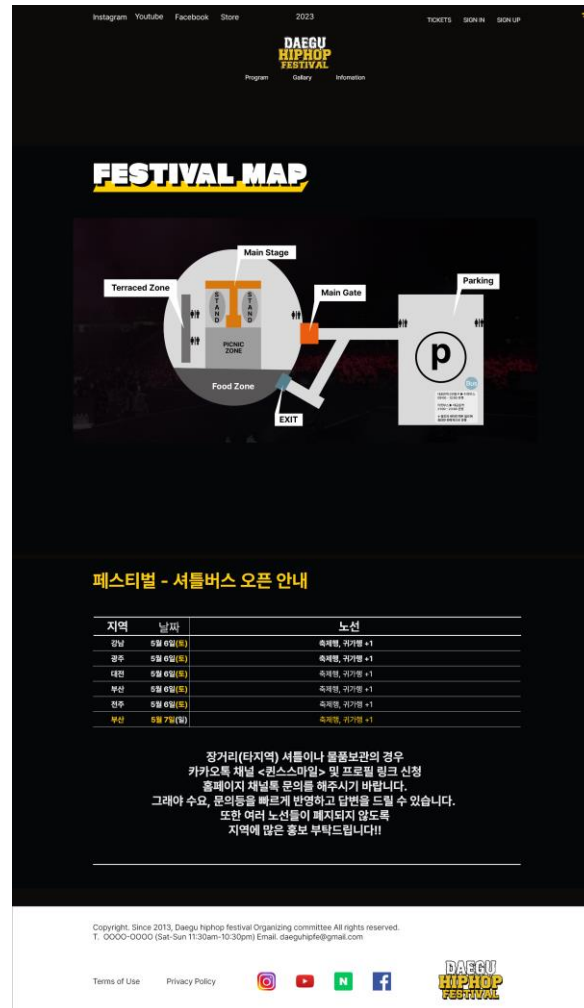 Instagram Youtube Facebook Store 2023 TICKETS SIGN IN SIGN UP
DAEGU
HIPHOP
FESTIVAL
Program Gallary Infomation
FESTIVAL MAP
Main Stage
Terraced Zone
Main Gate
Parking
STAND
STAND
PICNIC
ZONE
p
Food Zone
Bus
EXIT
페스티벌 - 셔틀버스 오픈 안내
지역 날짜 노선
강남 5월 6일(토) 축제행, 귀가행 +1
광주 5월 6일(토) 축제행, 귀가행 +1
대전 5월 6일(토) 축제행, 귀가행 +1
부산 5월 6일(토) 축제행, 귀가행 +1
전주 5월 6일(토) 축제행, 귀가행 +1
부산 5월 7일(일) 축제행, 귀가행 +1
장거리(타지역) 셔틀이나 물품보관의 경우
카카오톡 채널 <퀸스스마일> 및 프로필 링크 신청
홈페이지 채널톡 문의를 해주시기 바랍니다.
그래야 수요, 문의등을 빠르게 반영하고 답변을 드릴 수 있습니다.
또한 여러 노선들이 폐지되지 않도록
지역에 많은 홍보 부탁드립니다!!
Copyright. Since 2013, Daegu hiphop festival Organizing committee All rights reserved.
T. OOOO-OOOO (Sat-Sun 11:30am-10:30pm) Email. daeguhipfe@gmail.com
Terms of Use Privacy Policy
N
DAEGU
HIPHOP
FESTIVAL